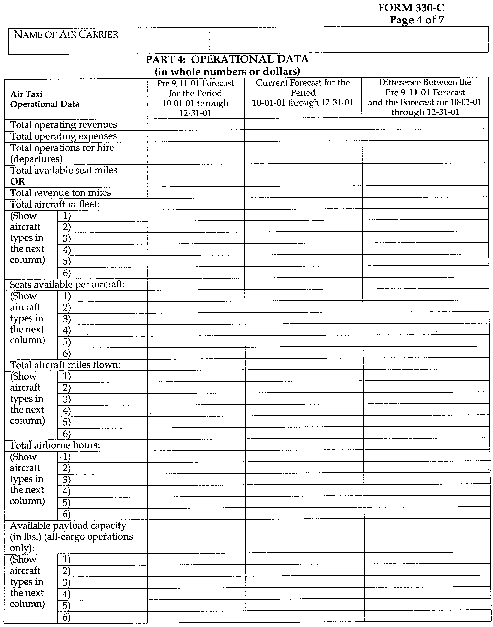 FORM 330-C
Page 4 of 7
NAME OF AIR CARRIER
PART 4: OPERATIONAL DATA
(in whole numbers or dollars)
Air Taxi
Operational Data
Pre 9-11-01 Forecast
for the Period
10-01-01 through
12-31-01
Current Forecast for the
Period
10-01-01 through 12-31-01
Difference Between the
Pre 9-11-01 Forecast
and the Forecast for 10-01-01
through 12-31-01
Total operating revenues
Total operating expenses
Total operations for hire
(departures)
Total available seat miles
OR
Total revenue ton miles
Total aircraft in fleet:
(Show
aircraft
types in
the next
column)
1)
2)
3)
4)
5)
6)
Seats available per aircraft:
(Show
aircraft
types in
the next
column)
1)
2)
3)
4)
5)
6)
Total aircraft miles flown:
(Show
aircraft
types in
the next
column)
1)
2)
3)
4)
5)
6)
Total airborne hours:
(Show
aircraft
types in
the next
column)
1)
2)
3)
4)
5)
6)
Available payload capacity
(in lbs.) (all-cargo operations
only):
(Show
aircraft
types in
the next
column)
1)
2)
3)
4)
5)
6)